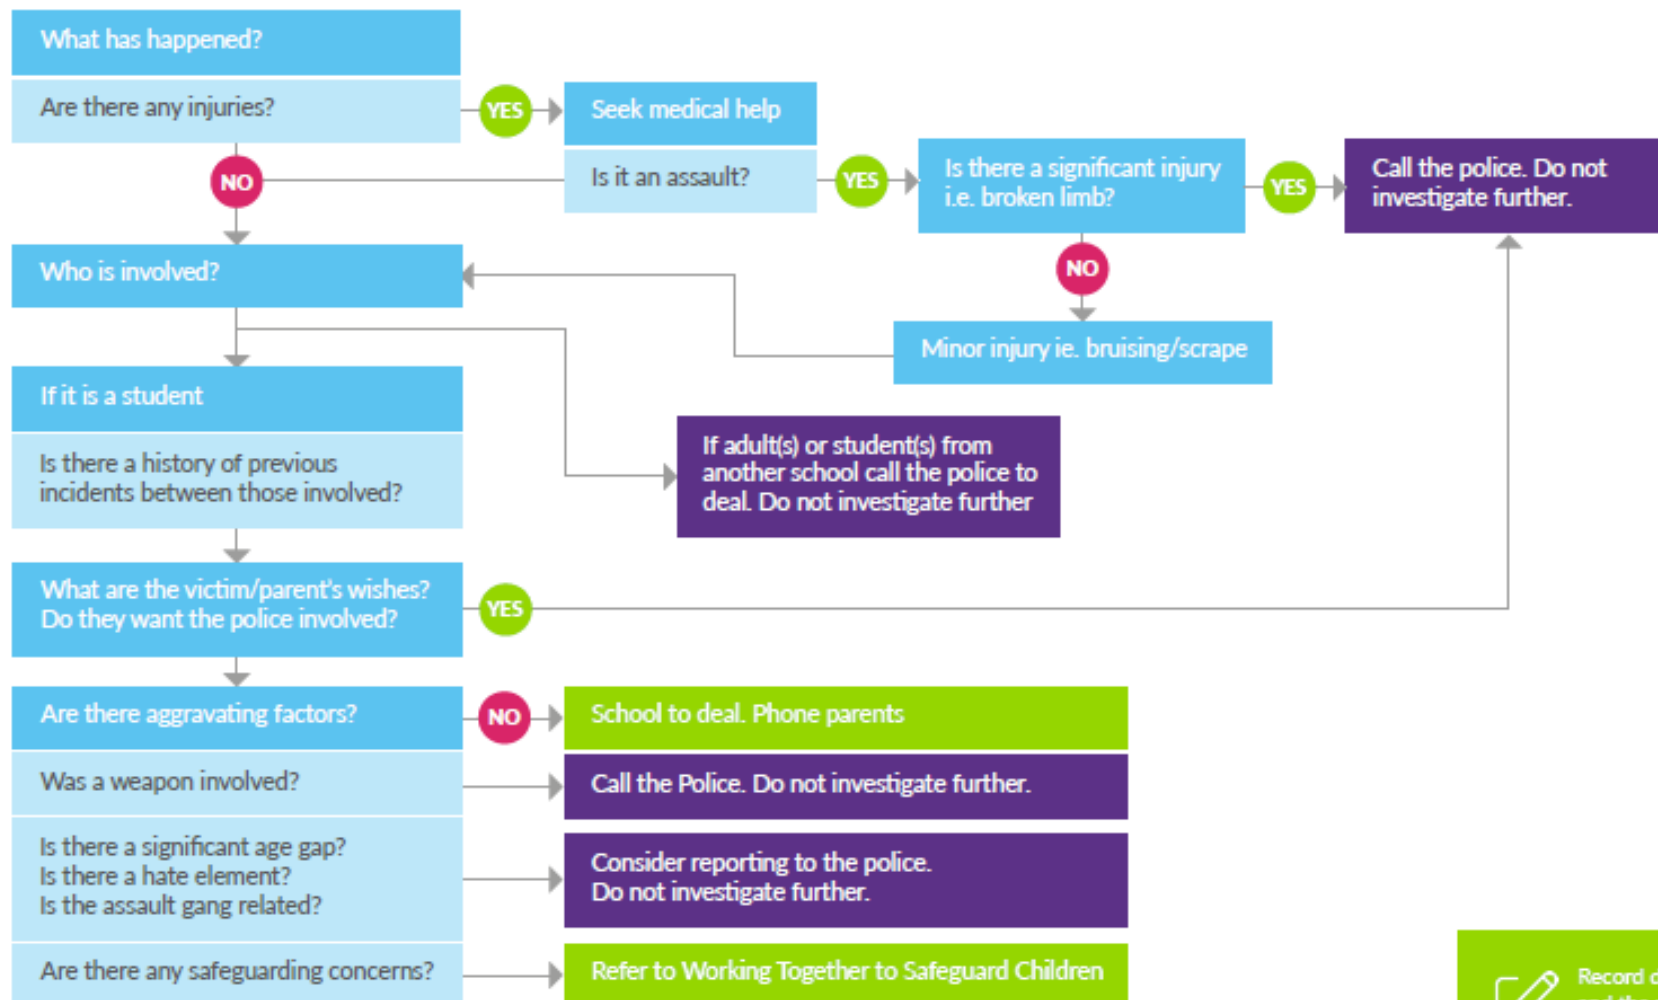 What has happened?
Are there any injuries?
YES
Seek medical help
Is it an assault?
YES
Is there a significant injury
i.e. broken limb?
YES
Call the police. Do not
investigate further.
NO
Who is involved?
NO
Minor injury ie. bruising/scrape
If it is a student
Is there a history of previous
incidents between those involved?
If adult(s) or student(s) from
another school call the police to
deal. Do not investigate further
What are the victim/parent's wishes?
Do they want the police involved?
YES
Are there aggravating factors?
NO
School to deal. Phone parents
Was a weapon involved?
Call the Police. Do not investigate further.
Is there a significant age gap?
Is there a hate element?
Is the assault gang related?
Consider reporting to the police.
Do not investigate further.
Are there any safeguarding concerns?
Refer to Working Together to Safeguard Children
Record